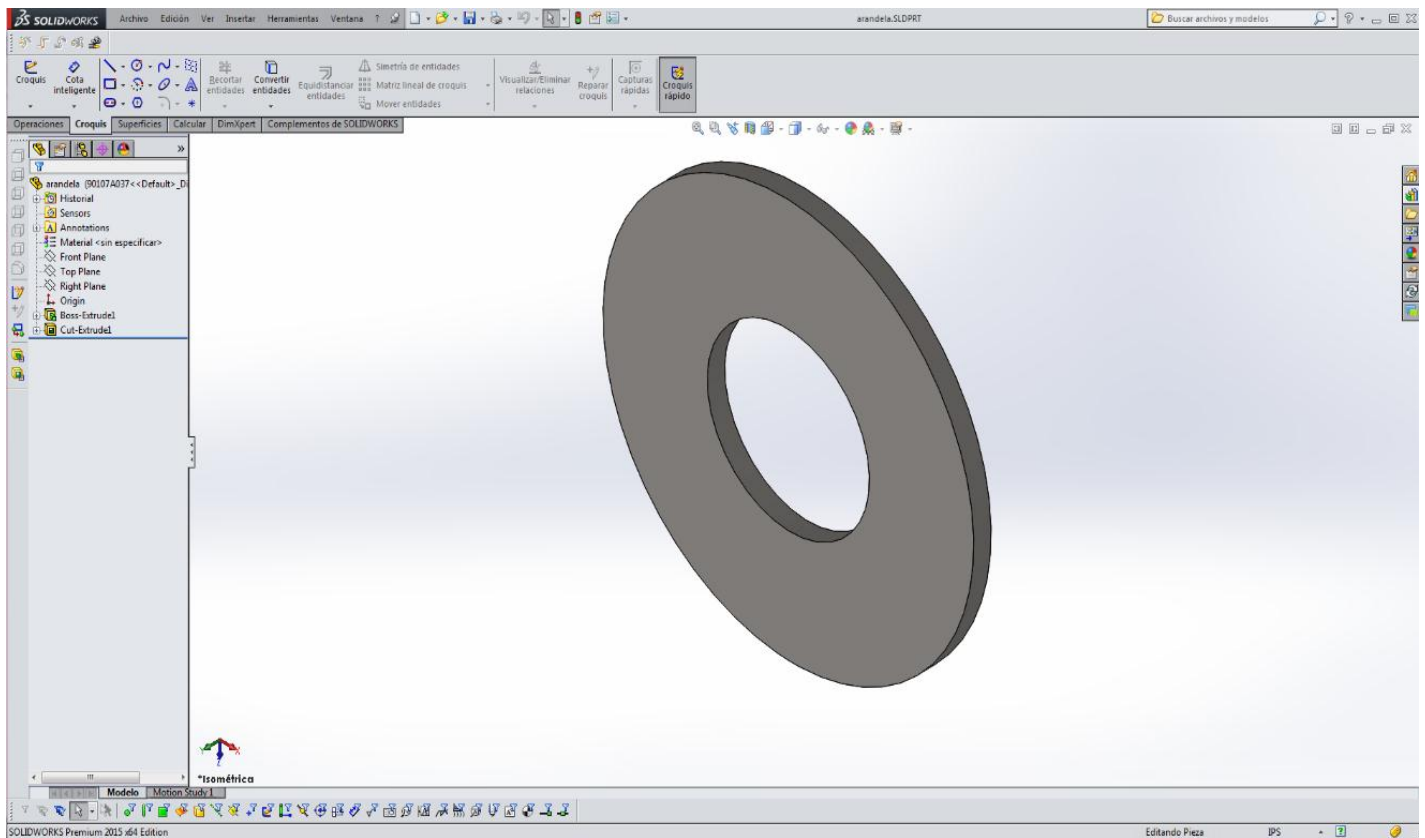 SOLIDWORKS Archivo Edición Ver Insertar Herramientas Ventana ? arandela.SLDPRT Buscar archivos y modelos
Croquis Cota inteligente Recortar entidades Convertir entidades Equidistanciar entidades Simetría de entidades Visualizar/Eliminar relaciones Reparar croquis Capturas rápidas Croquis rápido
Matriz lineal de croquis
Mover entidades
Operaciones Croquis Superficies Calcular DimXpert Complementos de SOLIDWORKS
arandela (90107A037<<Default>_Di
Historial
Sensors
Annotations
Material <sin especificar>
Front Plane
Top Plane
Right Plane
Origin
Boss-Extrude1
Cut-Extrude1
*Isométrica
Modelo Motion Study 1
SOLIDWORKS Premium 2015 x64 Edition Editando Pieza IPS